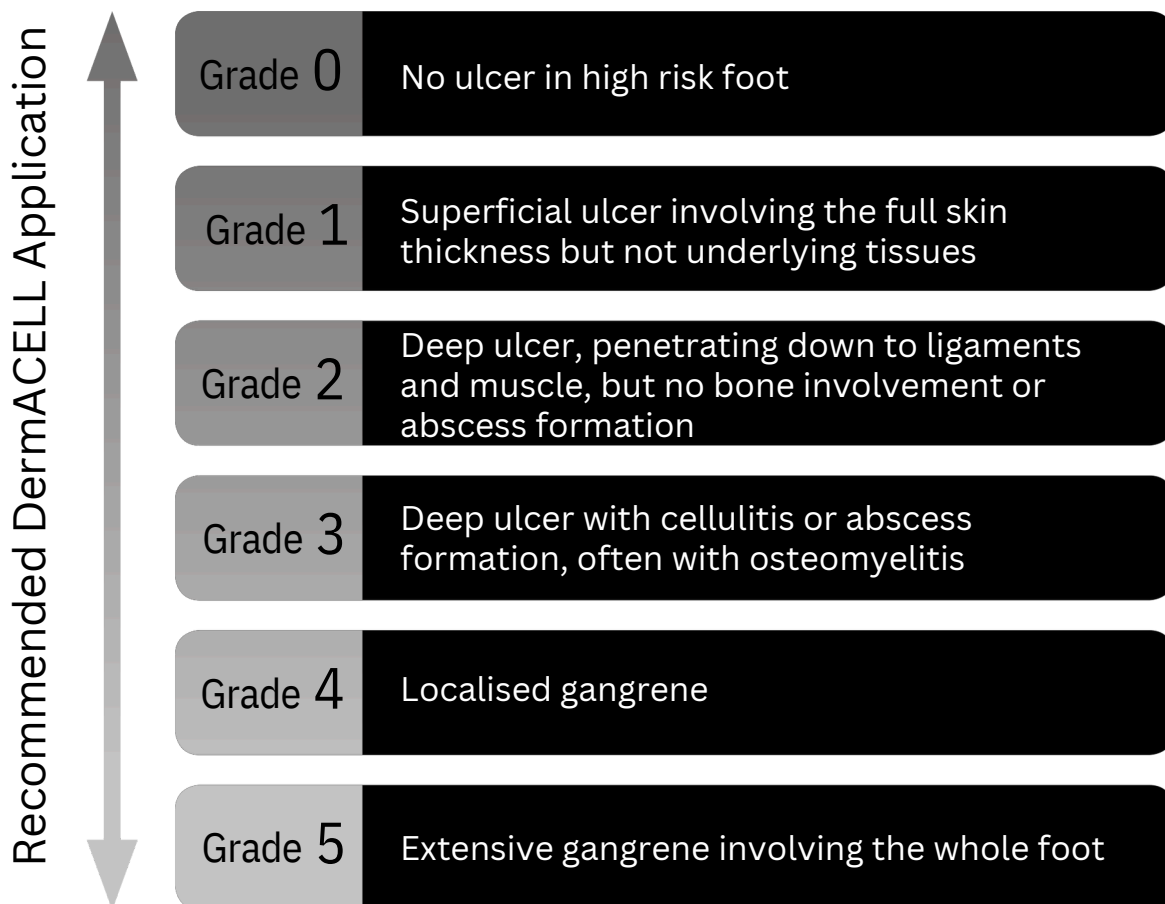 Recommended DermACELL Application
Grade 0
No ulcer in high risk foot
Grade 1
Superficial ulcer involving the full skin
thickness but not underlying tissues
Grade 2
Deep ulcer, penetrating down to ligaments
and muscle, but no bone involvement or
abscess formation
Grade 3
Deep ulcer with cellulitis or abscess
formation, often with osteomyelitis
Grade 4
Localised gangrene
Grade 5
Extensive gangrene involving the whole foot